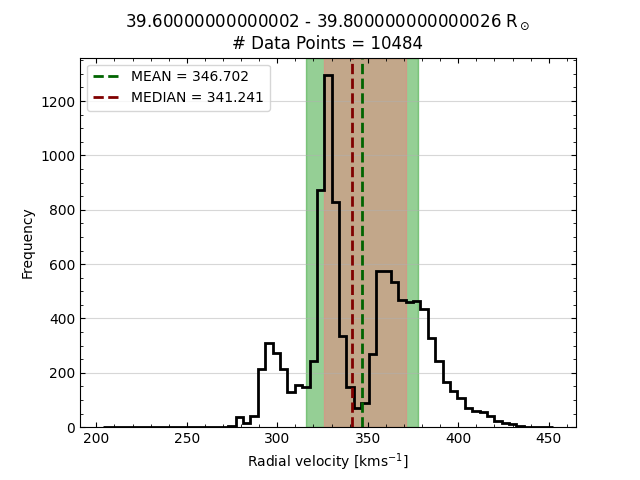 39.60000000000002 - 39.800000000000026 R☉
# Data Points = 10484
MEAN = 346.702
MEDIAN = 341.241
Frequency
1200
1000
800
600
400
200
0
200 250 300 350 400 450
Radial velocity [kms⁻¹]